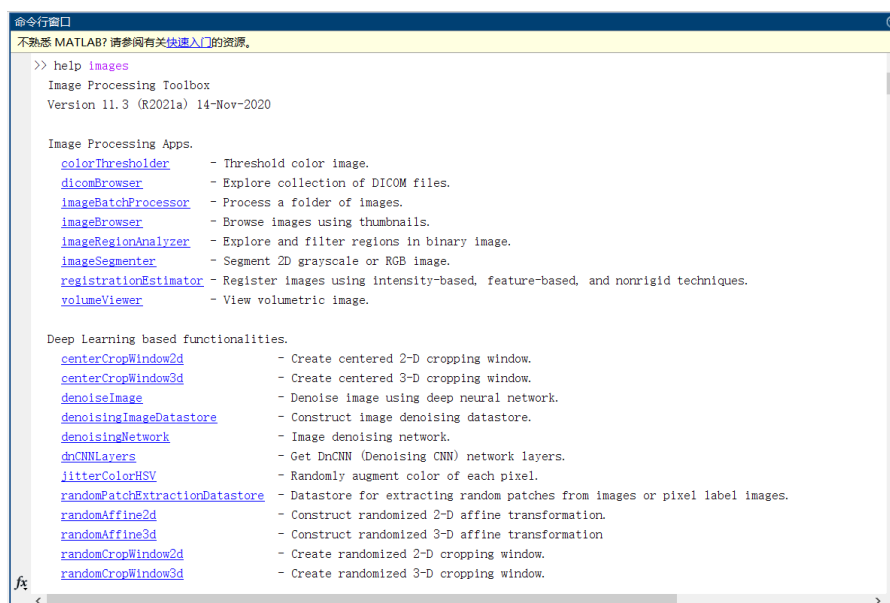 命令行窗口
不熟悉 MATLAB? 请参阅有关快速入门的资源。
>> help images
Image Processing Toolbox
Version 11.3 (R2021a) 14-Nov-2020
Image Processing Apps.
colorThresholder - Threshold color image.
dicomBrowser - Explore collection of DICOM files.
imageBatchProcessor - Process a folder of images.
imageBrowser - Browse images using thumbnails.
imageRegionAnalyzer - Explore and filter regions in binary image.
imageSegmenter - Segment 2D grayscale or RGB image.
registrationEstimator - Register images using intensity-based, feature-based, and nonrigid techniques.
volumeViewer - View volumetric image.
Deep Learning based functionalities.
centerCropWindow2d - Create centered 2-D cropping window.
centerCropWindow3d - Create centered 3-D cropping window.
denoiseImage - Denoise image using deep neural network.
denoisingImageDatastore - Construct image denoising datastore.
denoisingNetwork - Image denoising network.
dnCNNLayers - Get DnCNN (Denoising CNN) network layers.
jitterColorHSV - Randomly augment color of each pixel.
randomPatchExtractionDatastore - Datastore for extracting random patches from images or pixel label images.
randomAffine2d - Construct randomized 2-D affine transformation.
randomAffine3d - Construct randomized 3-D affine transformation
randomCropWindow2d - Create randomized 2-D cropping window.
randomCropWindow3d - Create randomized 3-D cropping window.
fx